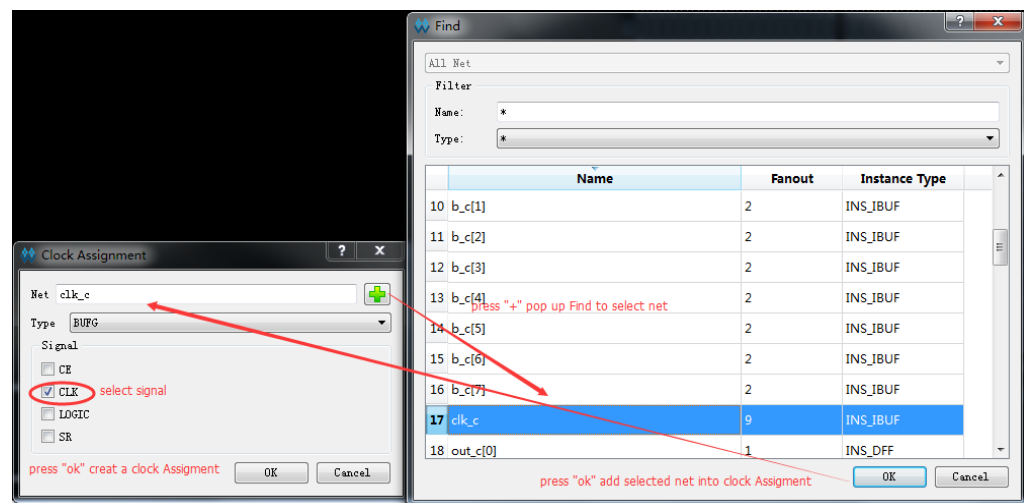 Find
All Net
Filter
Name: *
Type: *
Name Fanout Instance Type
10 b_c[1] 2 INS_IBUF
11 b_c[2] 2 INS_IBUF
12 b_c[3] 2 INS_IBUF
13 b_c[4] 2 INS_IBUF
press "+" pop up Find to select net
14 b_c[5] 2 INS_IBUF
15 b_c[6] 2 INS_IBUF
16 b_c[7] 2 INS_IBUF
17 clk_c 9 INS_IBUF
18 out_c[0] 1 INS_DFF
press "ok" add selected net into clock Assigment
OK Cancel
Clock Assignment
Net clk_c
Type BUFG
Signal
CE
CLK select signal
LOGIC
SR
press "ok" creat a clock Assigment
OK Cancel